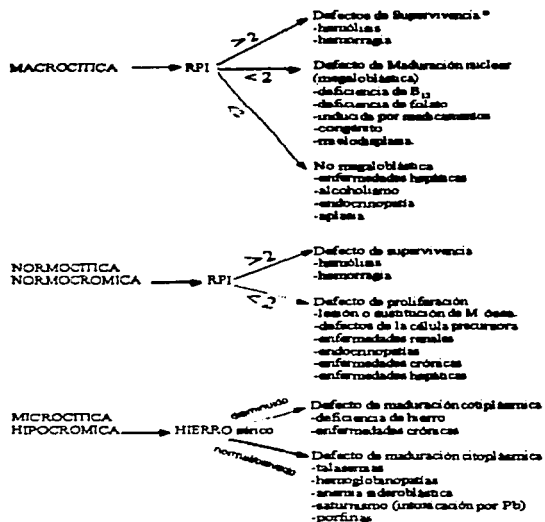 >2
Defectos de Supervivencia *
-hemólisis
-hemorragia
MACROCITICA
RPI
<2
Defecto de Maduración nuclear
(megaloblástica)
-deficiencia de B12
-deficiencia de folato
-inducida por medicamentos
-congénito
-mielodisplasia.
<2
No megaloblástica
-enfermedades hepáticas
-alcoholismo
-endocrinopatía
-aplasia
>2
Defecto de supervivencia
-hemólisis
-hemorragia
NORMOCITICA
NORMOCROMICA
RPI
<2
Defecto de proliferación
-lesión o sustitución de M ósea.
-defectos de la célula precursora
-enfermedades renales
-endocrinopatías
-enfermedades crónicas
-enfermedades hepáticas
MICROCITICA
HIPOCROMICA
HIERRO sérico
disminuido
Defecto de maduración cotiplásmica
-deficiencia de hierro
-enfermedades crónicas
Defecto de maduración citoplásmica
-talasemias
-hemoglobinopatías
-anemia sideroblástica
-saturnismo (intoxicación por Pb)
-porfirias